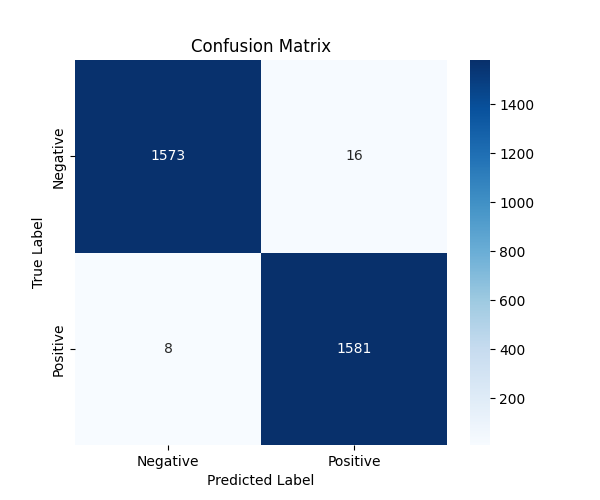 Confusion Matrix
True Label
Negative
1573
16
Positive
8
1581
Negative
Positive
Predicted Label
1400
1200
1000
800
600
400
200